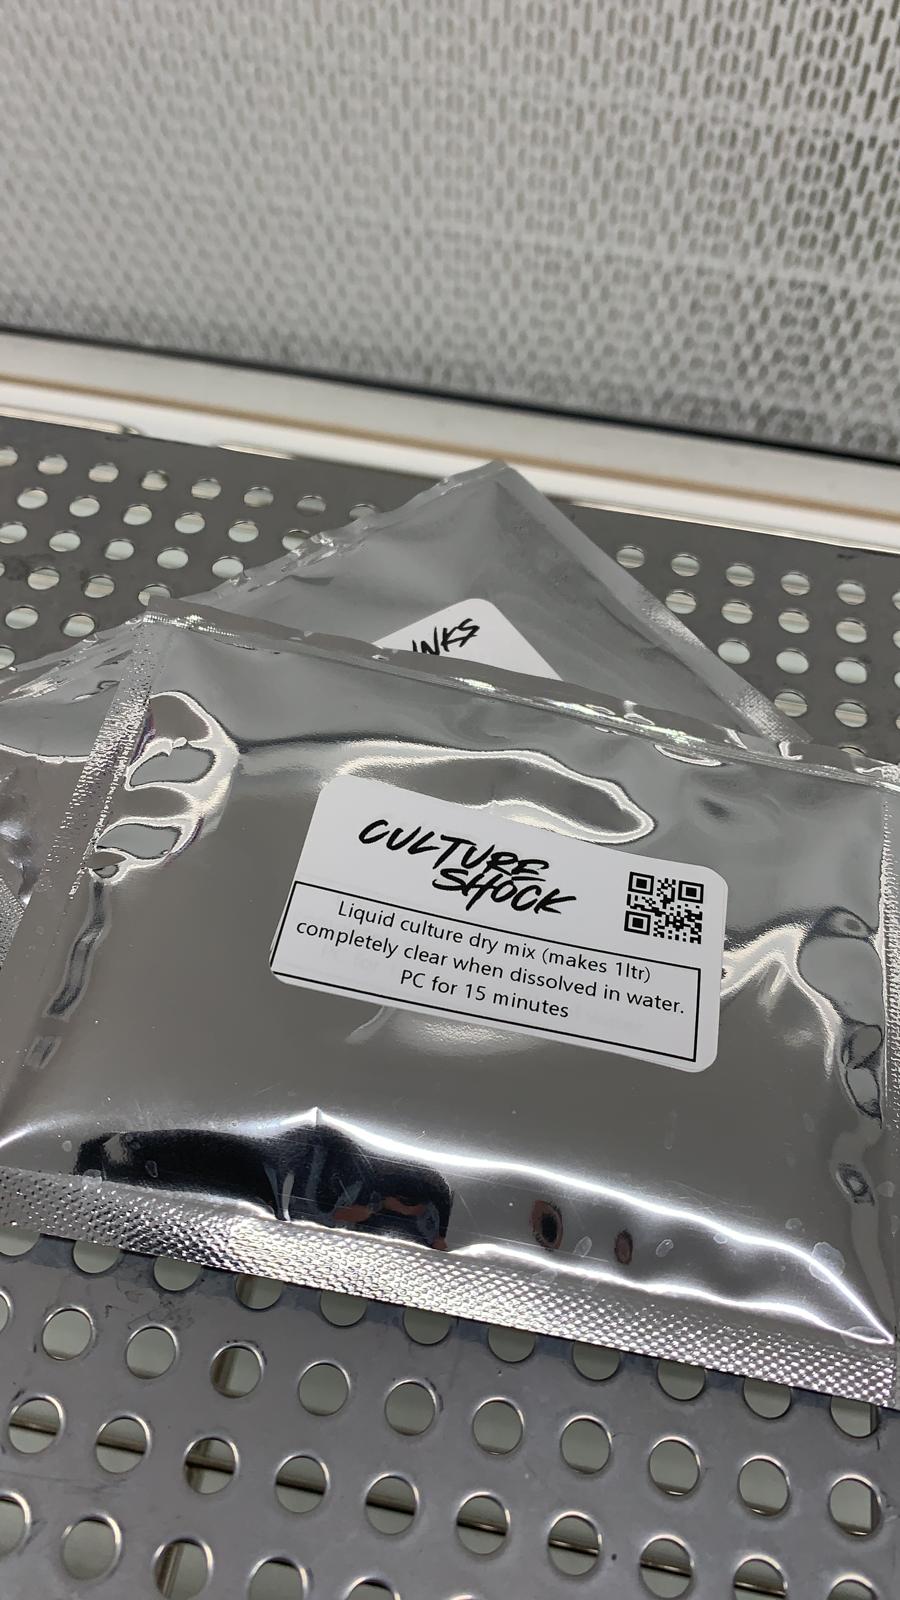 CULTURE
SHOCK
Liquid culture dry mix (makes 1ltr)
completely clear when dissolved in water.
PC for 15 minutes